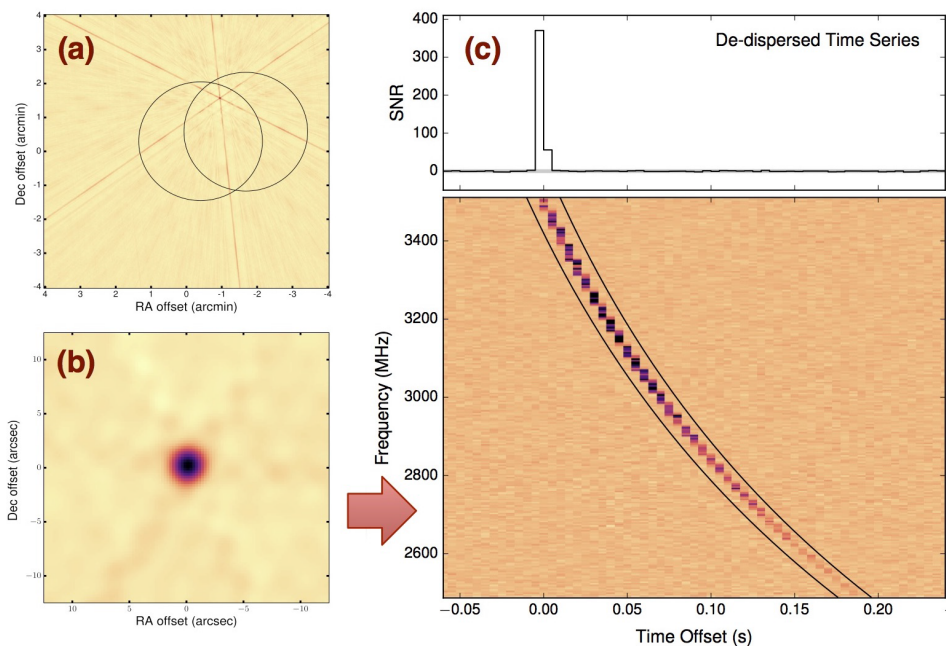 (a)
4
3
2
1
0
-1
-2
-3
-4
Dec offset (arcmin)
4 3 2 1 0 -1 -2 -3 -4
RA offset (arcmin)
(b)
10
5
0
−5
−10
Dec offset (arcsec)
10 5 0 −5 −10
RA offset (arcsec)
(c)
De-dispersed Time Series
400
300
200
100
0
SNR
3400
3200
3000
2800
2600
Frequency (MHz)
−0.05 0.00 0.05 0.10 0.15 0.20
Time Offset (s)